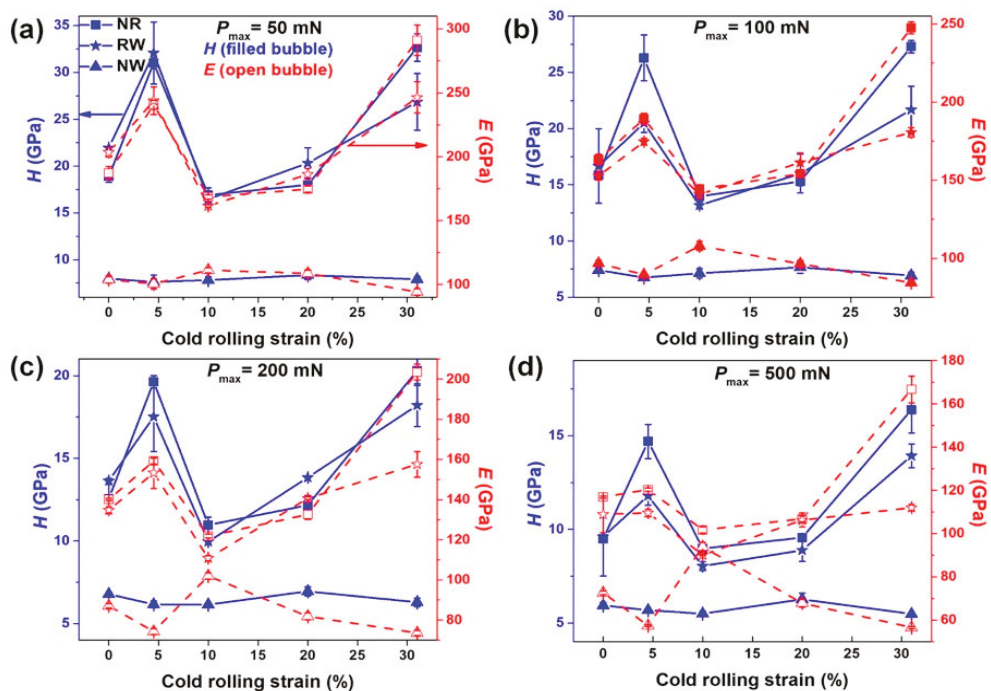 (a)
P max = 50 mN
NR
RW
NW
H (filled bubble)
E (open bubble)
35
30
25
20
15
10
300
250
200
150
100
H (GPa)
E (GPa)
0 5 10 15 20 25 30
Cold rolling strain (%)
(b)
P max = 100 mN
30
25
20
15
10
5
250
200
150
100
H (GPa)
E (GPa)
0 5 10 15 20 25 30
Cold rolling strain (%)
(c)
P max = 200 mN
20
15
10
5
200
180
160
140
120
100
80
H (GPa)
E (GPa)
0 5 10 15 20 25 30
Cold rolling strain (%)
(d)
P max = 500 mN
15
10
5
180
160
140
120
100
80
60
H (GPa)
E (GPa)
0 5 10 15 20 25 30
Cold rolling strain (%)